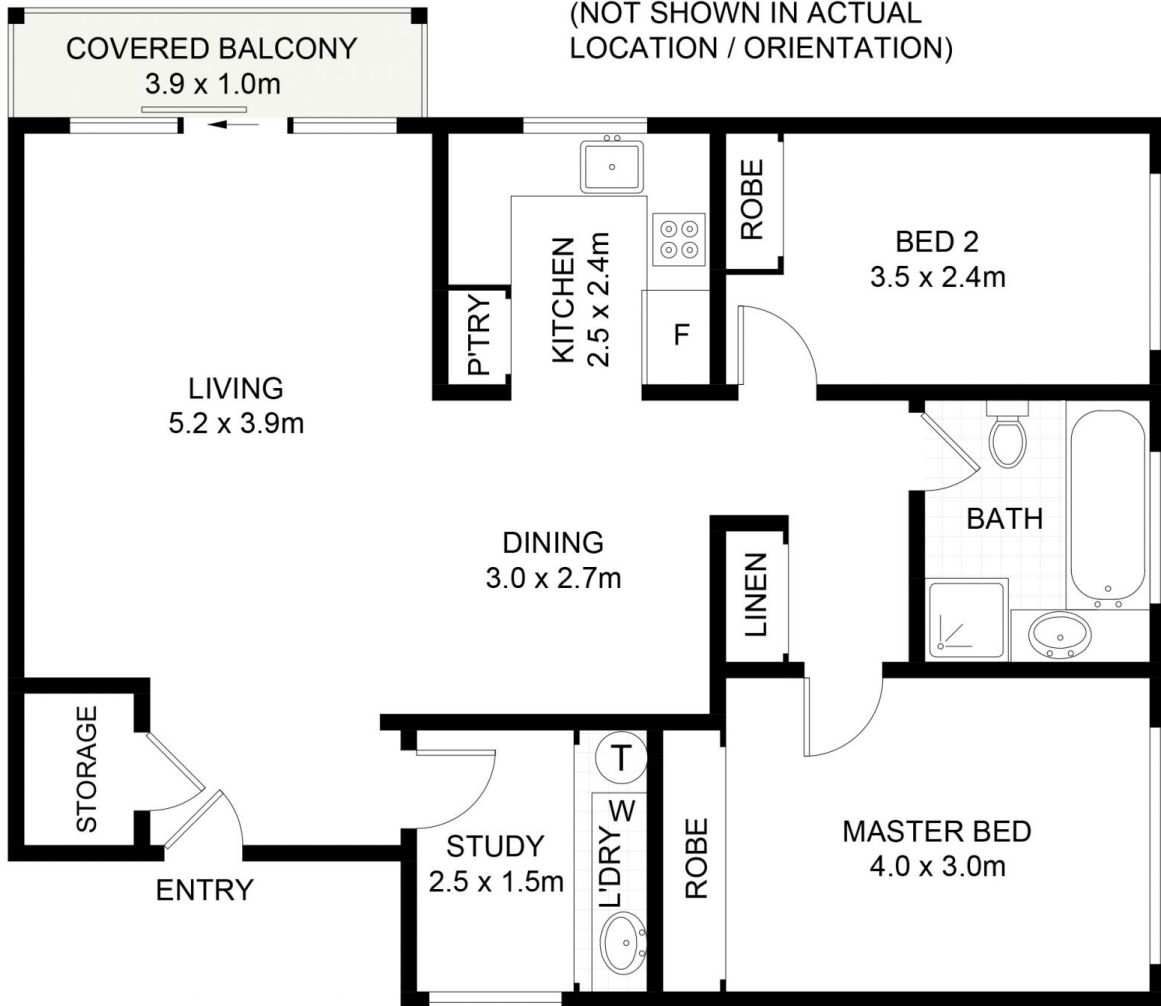 (NOT SHOWN IN ACTUAL
LOCATION / ORIENTATION)
COVERED BALCONY
3.9 x 1.0m
ROBE
BED 2
3.5 x 2.4m
KITCHEN
2.5 x 2.4m
P'TRY
F
LIVING
5.2 x 3.9m
DINING
3.0 x 2.7m
BATH
LINEN
STORAGE
ENTRY
STUDY
2.5 x 1.5m
T
W
L'DRY
ROBE
MASTER BED
4.0 x 3.0m